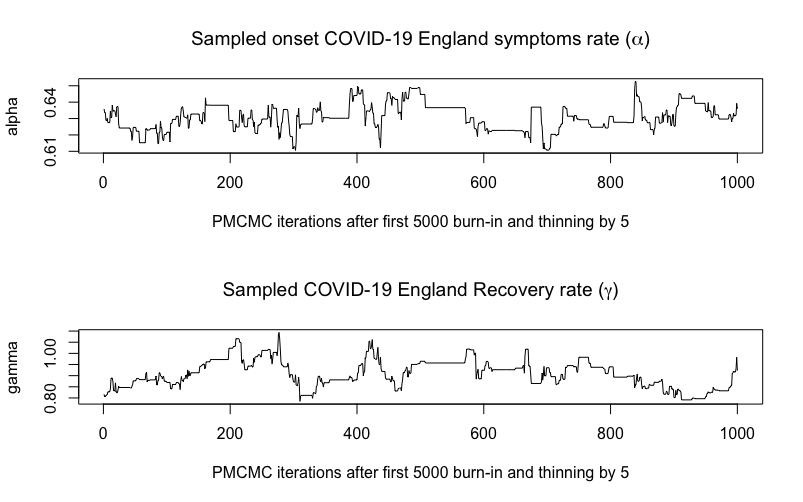 Sampled onset COVID-19 England symptoms rate (α)
alpha
0.64
0.61
0 200 400 600 800 1000
PMCMC iterations after first 5000 burn-in and thinning by 5
Sampled COVID-19 England Recovery rate (γ)
gamma
1.00
0.80
0 200 400 600 800 1000
PMCMC iterations after first 5000 burn-in and thinning by 5